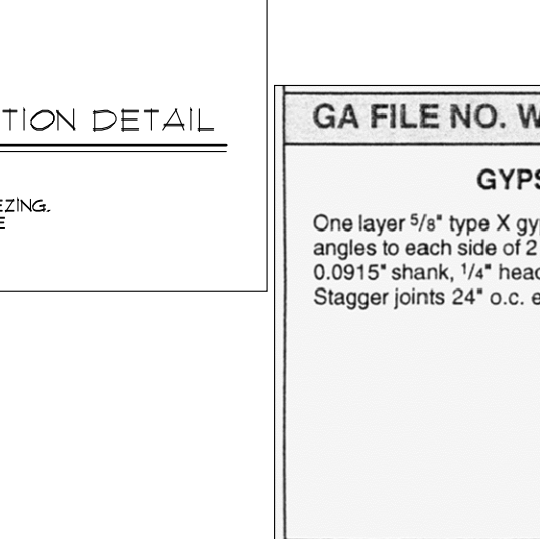 TION DETAIL
EZING.
E
GA FILE NO. W
GYPS
One layer 5/8" type X gyp
angles to each side of 2
0.0915" shank, 1/4" head
Stagger joints 24" o.c. e